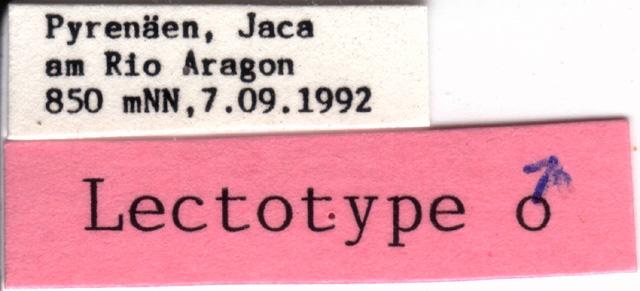 Pyrenäen, Jaca
am Rio Aragon
850 mNN,7.09.1992
Lectotype ♂